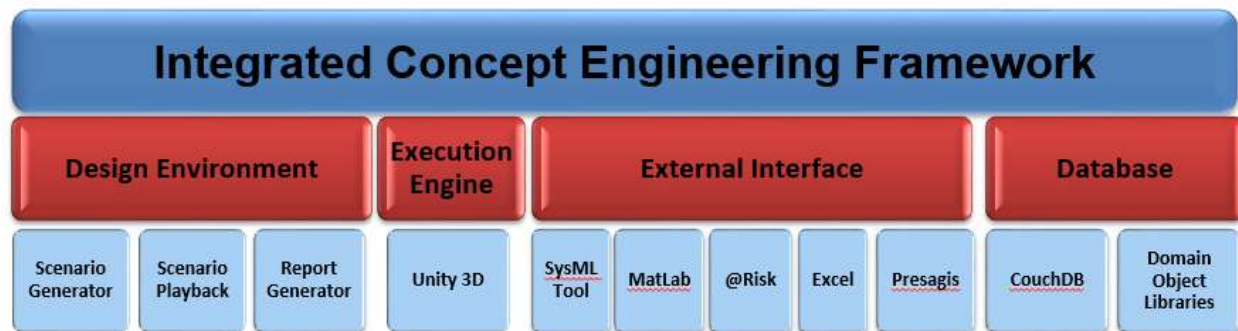 Integrated Concept Engineering Framework
Design Environment
Execution
Engine
External Interface
Database
Scenario
Generator
Scenario
Playback
Report
Generator
Unity 3D
SysML
Tool
MatLab
@Risk
Excel
Presagis
CouchDB
Domain
Object
Libraries